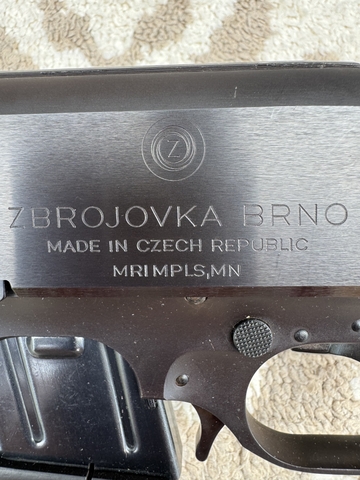 Z
ZBROJOVKA BRNO
MADE IN CZECH REPUBLIC
MRI MPLS,MN